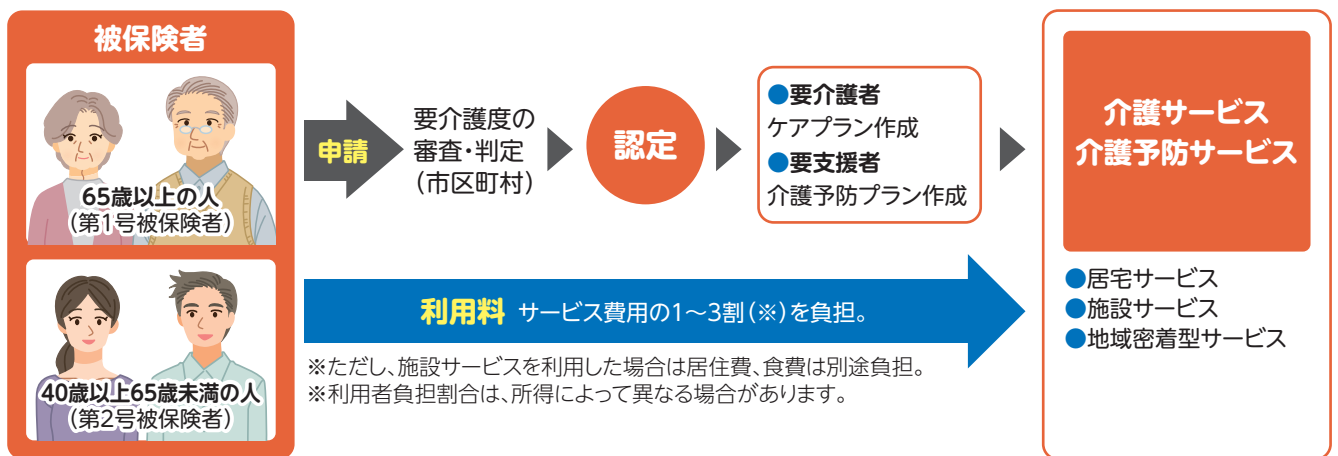 被保険者
65歳以上の人
(第1号被保険者)
40歳以上65歳未満の人
(第2号被保険者)
申請
要介護度の
審査・判定
(市区町村)
認定
●要介護者
ケアプラン作成
●要支援者
介護予防プラン作成
利用料 サービス費用の1～3割(※)を負担。
※ただし、施設サービスを利用した場合は居住費、食費は別途負担。
※利用者負担割合は、所得によって異なる場合があります。
介護サービス
介護予防サービス
●居宅サービス
●施設サービス
●地域密着型サービス